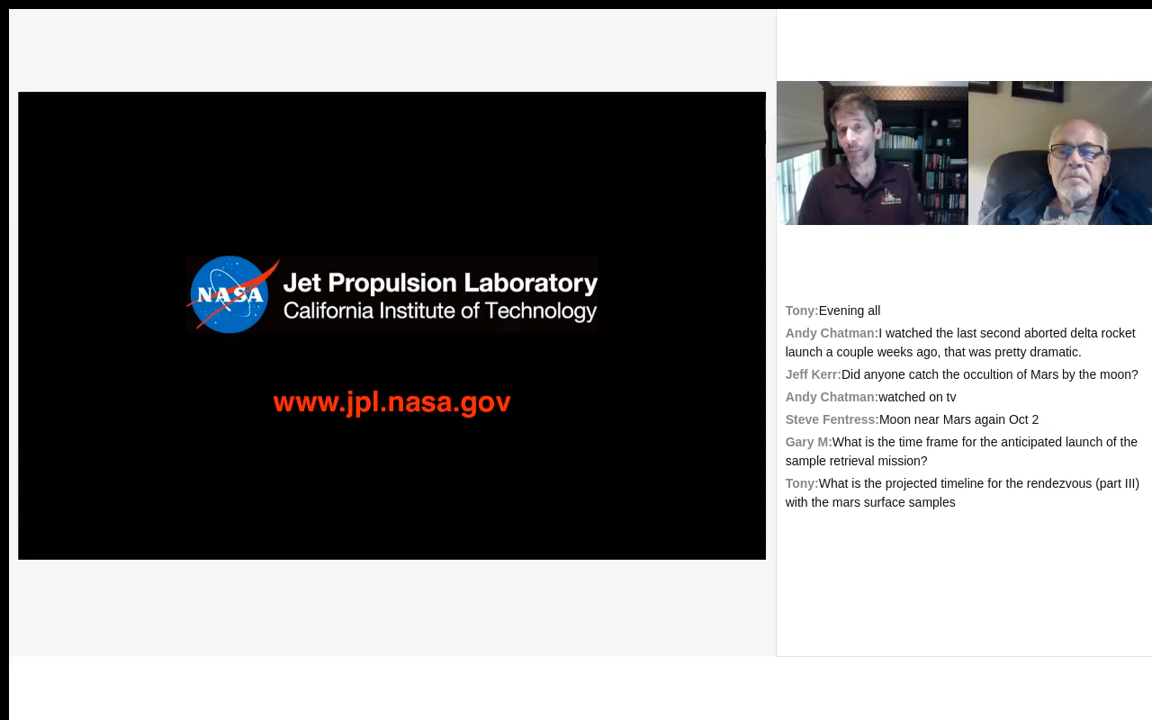 NASA
Jet Propulsion Laboratory
California Institute of Technology
www.jpl.nasa.gov
Tony:Evening all
Andy Chatman:I watched the last second aborted delta rocket
launch a couple weeks ago, that was pretty dramatic.
Jeff Kerr:Did anyone catch the occultion of Mars by the moon?
Andy Chatman:watched on tv
Steve Fentress:Moon near Mars again Oct 2
Gary M:What is the time frame for the anticipated launch of the
sample retrieval mission?
Tony:What is the projected timeline for the rendezvous (part III)
with the mars surface samples